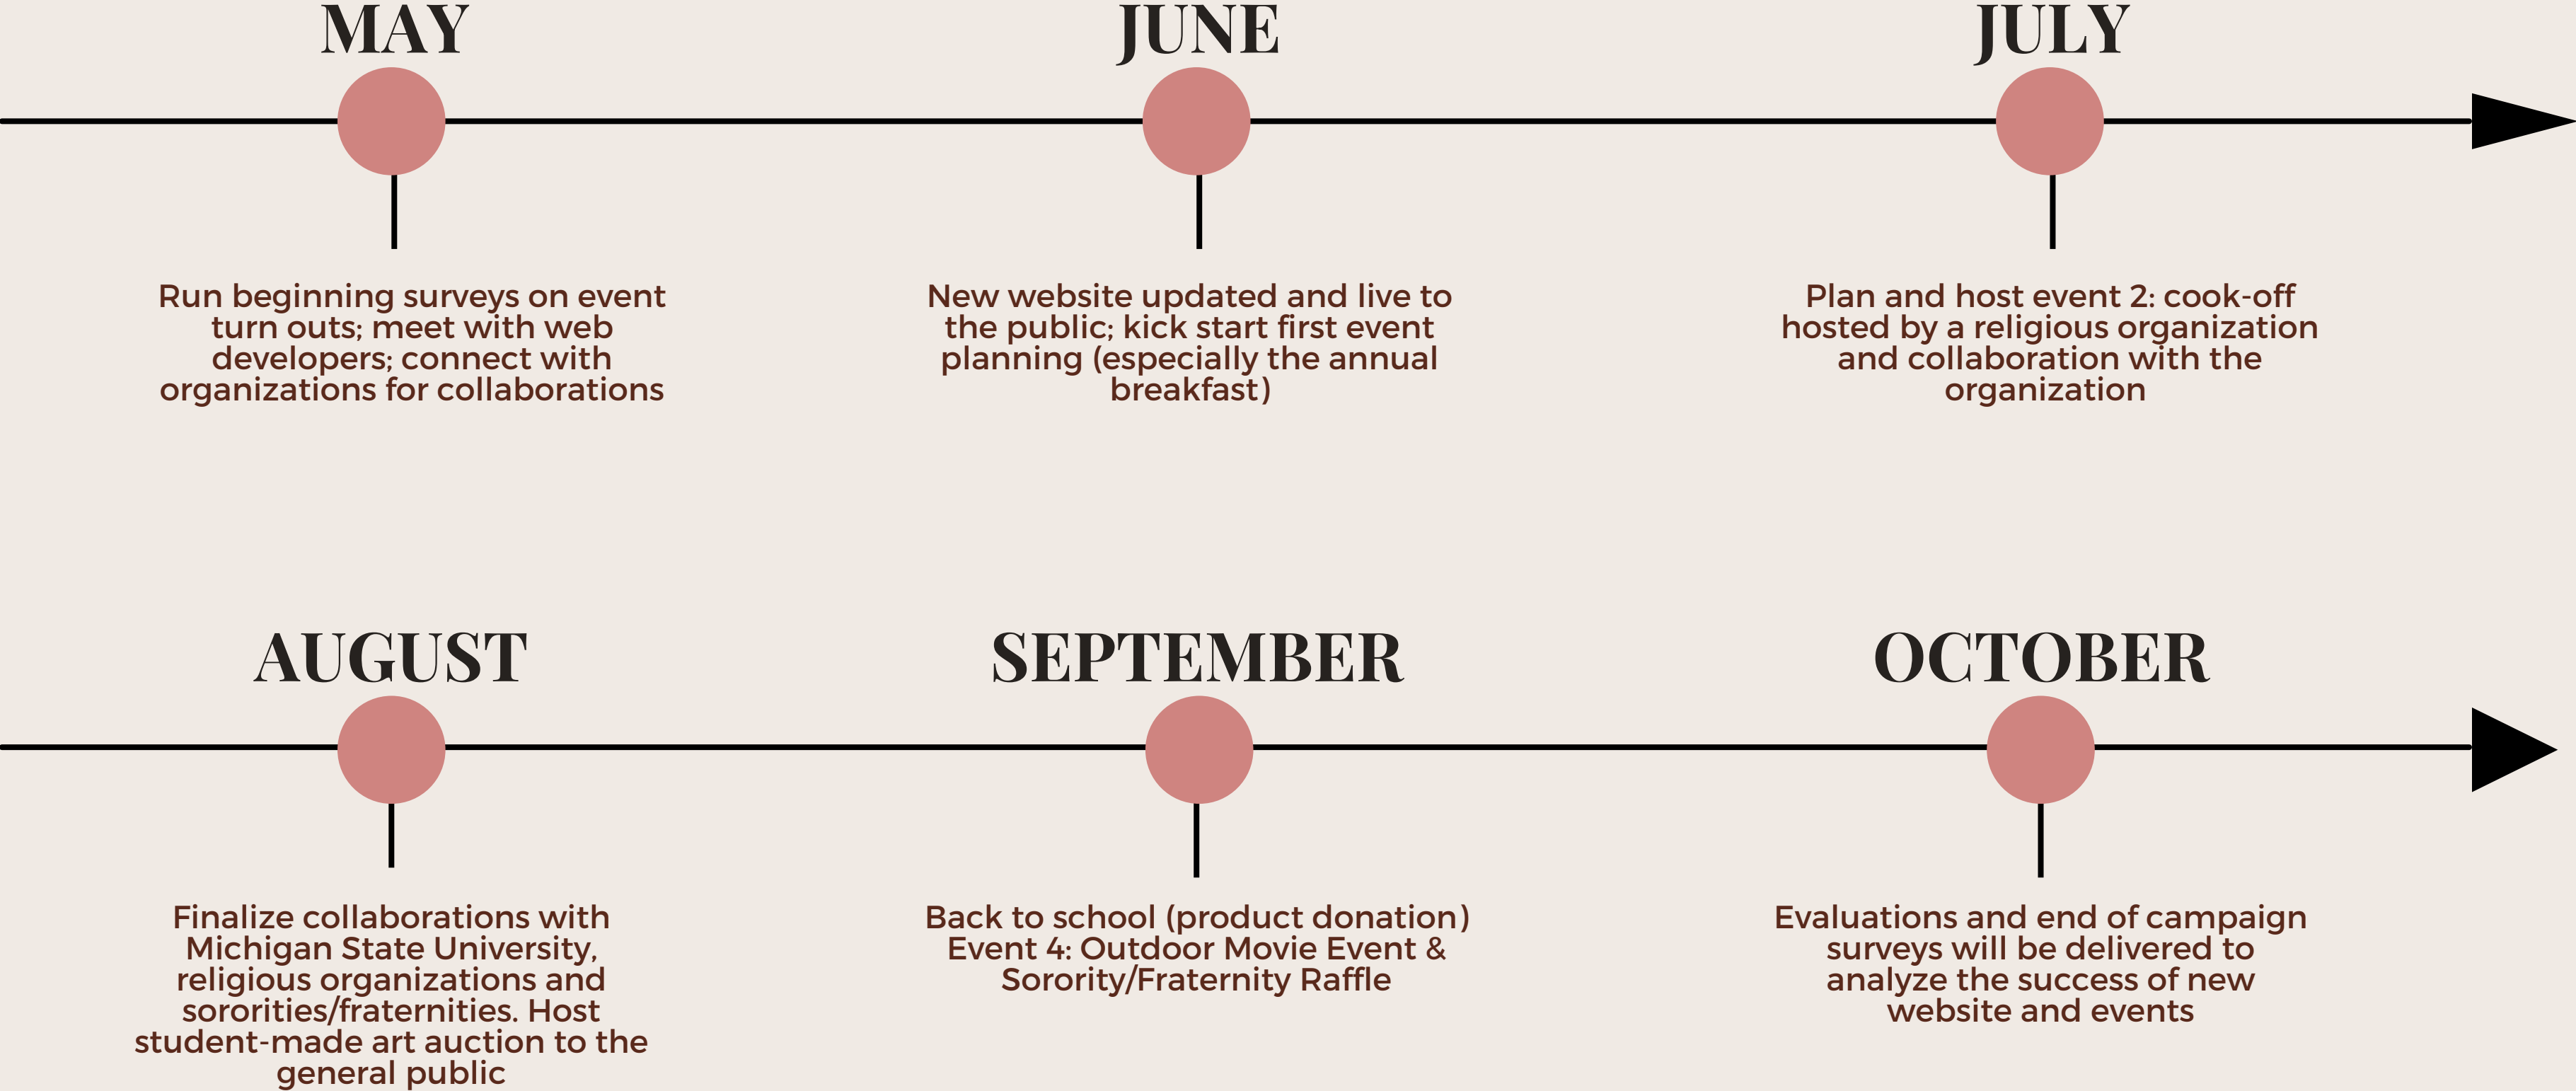 MAY
Run beginning surveys on event
turn outs; meet with web
developers; connect with
organizations for collaborations
JUNE
New website updated and live to
the public; kick start first event
planning (especially the annual
breakfast)
JULY
Plan and host event 2: cook-off
hosted by a religious organization
and collaboration with the
organization
AUGUST
Finalize collaborations with
Michigan State University,
religious organizations and
sororities/fraternities. Host
student-made art auction to the
general public
SEPTEMBER
Back to school (product donation)
Event 4: Outdoor Movie Event &
Sorority/Fraternity Raffle
OCTOBER
Evaluations and end of campaign
surveys will be delivered to
analyze the success of new
website and events